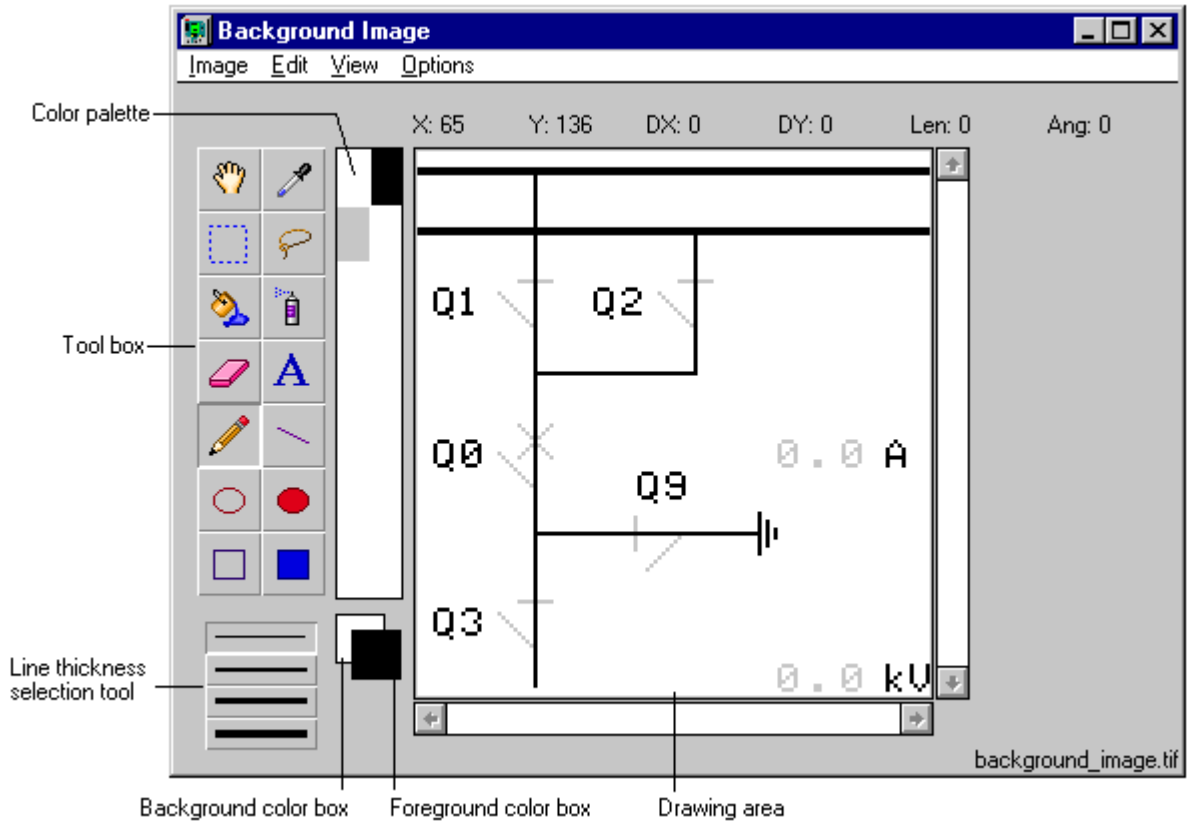 Background Image
Image Edit View Options
Color palette
X: 65 Y: 136 DX: 0 DY: 0 Len: 0 Ang: 0
Q1 Q2
Tool box
A
Q0 0.0 A
Q9
Q3
Line thickness
selection tool
0.0 kV
background_image.tif
Background color box Foreground color box Drawing area